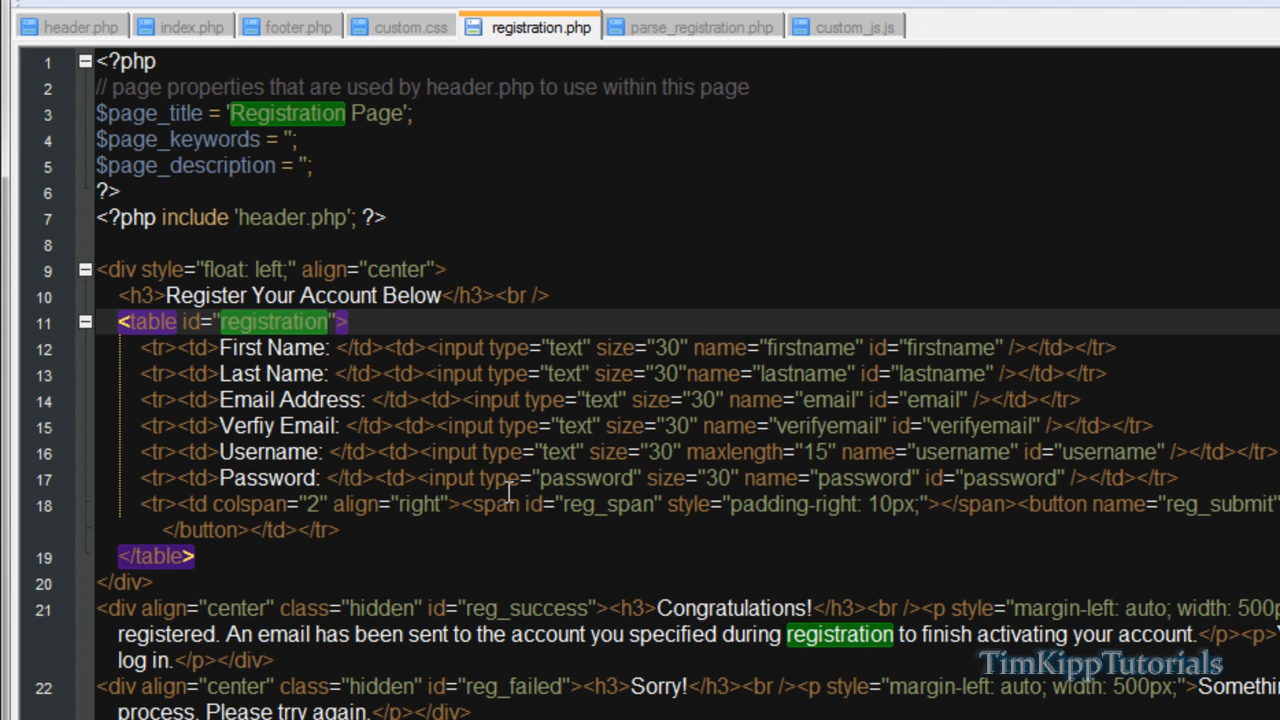 header.php index.php footer.php custom.css registration.php parse_registration.php custom_js.js
1 <?php
2 // page properties that are used by header.php to use within this page
3 $page_title = 'Registration Page';
4 $page_keywords = '';
5 $page_description = '';
6 ?>
7 <?php include 'header.php'; ?>
8
9 <div style="float: left;" align="center">
10 <h3>Register Your Account Below</h3><br />
11 <table id="registration">
12 <tr><td>First Name: </td><td><input type="text" size="30" name="firstname" id="firstname" /></td></tr>
13 <tr><td>Last Name: </td><td><input type="text" size="30"name="lastname" id="lastname" /></td></tr>
14 <tr><td>Email Address: </td><td><input type="text" size="30" name="email" id="email" /></td></tr>
15 <tr><td>Verfiy Email: </td><td><input type="text" size="30" name="verifyemail" id="verifyemail" /></td></tr>
16 <tr><td>Username: </td><td><input type="text" size="30" maxlength="15" name="username" id="username" /></td></tr>
17 <tr><td>Password: </td><td><input type="password" size="30" name="password" id="password" /></td></tr>
18 <tr><td colspan="2" align="right"><span id="reg_span" style="padding-right: 10px;"></span><button name="reg_submit"
</button></td></tr>
19 </table>
20 </div>
21 <div align="center" class="hidden" id="reg_success"><h3>Congratulations!</h3><br /><p style="margin-left: auto; width: 500p
registered. An email has been sent to the account you specified during registration to finish activating your account.</p><p>
log in.</p></div>
TimKippTutorials
22 <div align="center" class="hidden" id="reg_failed"><h3>Sorry!</h3><br /><p style="margin-left: auto; width: 500px;">Somethi
process. Please trry again.</p></div>